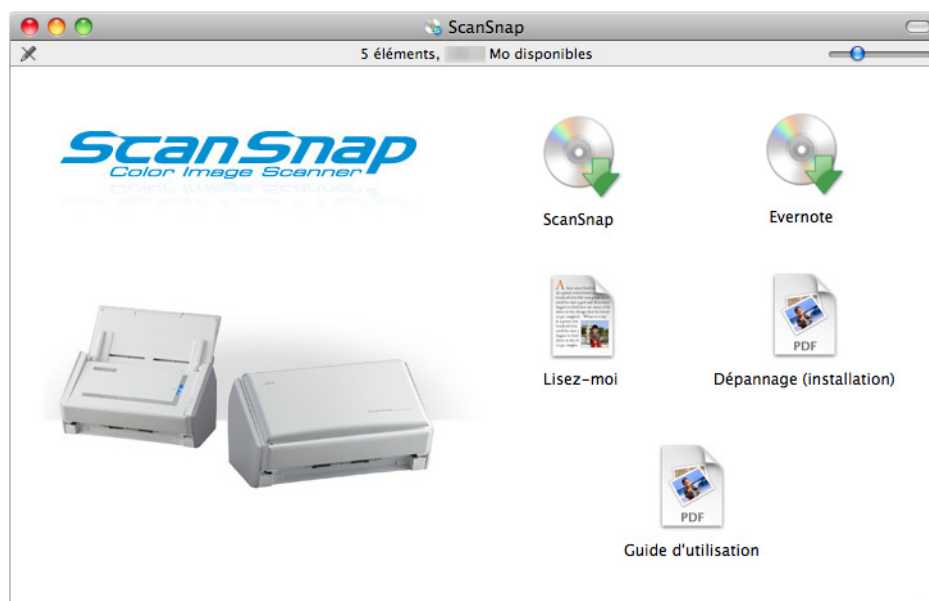 ScanSnap
5 éléments, Mo disponibles
ScanSnap
Color Image Scanner
ScanSnap
Evernote
Lisez-moi
PDF
Dépannage (installation)
PDF
Guide d'utilisation